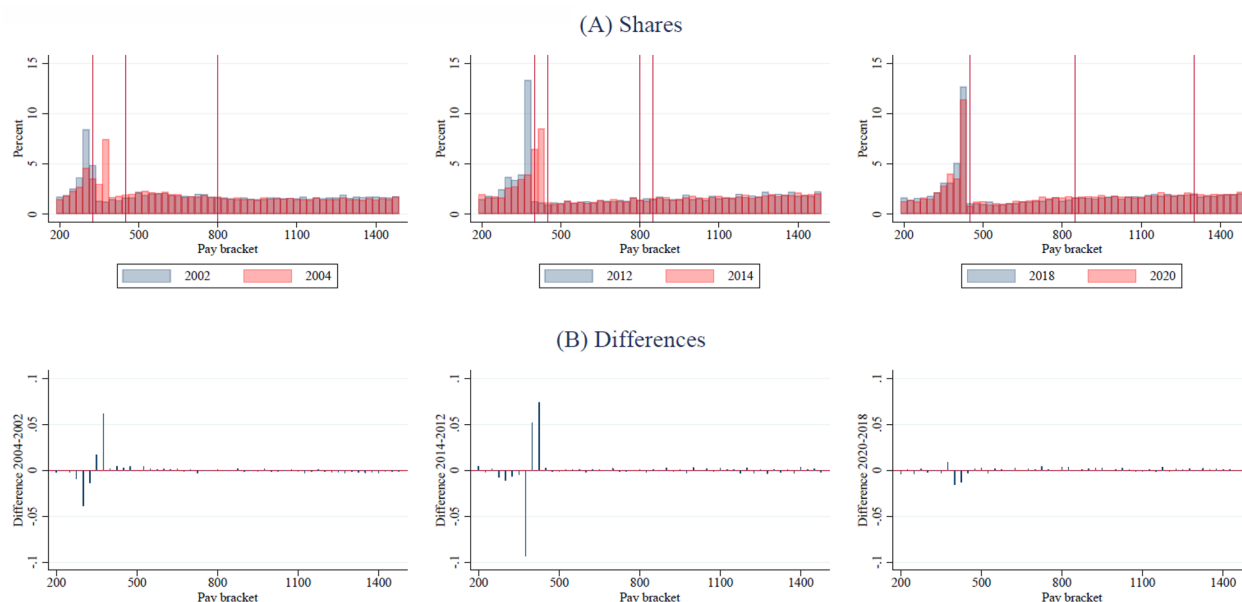 (A) Shares
Percent
15
10
5
0
200 500 800 1100 1400
Pay bracket
2002 2004
Percent
15
10
5
0
200 500 800 1100 1400
Pay bracket
2012 2014
Percent
15
10
5
0
200 500 800 1100 1400
Pay bracket
2018 2020
(B) Differences
Difference 2004-2002
.1
.05
0
-.05
-.1
200 500 800 1100 1400
Pay bracket
Difference 2014-2012
.1
.05
0
-.05
-.1
200 500 800 1100 1400
Pay bracket
Difference 2020-2018
.1
.05
0
-.05
-.1
200 500 800 1100 1400
Pay bracket